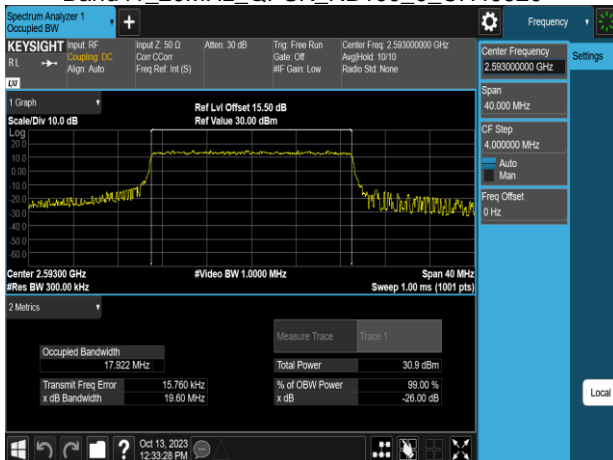 Spectrum Analyzer 1
Occupied BW
Frequency
KEYSIGHT
RL
Input: RF
Coupling: DC
Align: Auto
Input Z: 50 Ω
Corr CCorr
Freq Ref: Int (S)
Atten: 30 dB
Trig: Free Run
Gate: Off
#IF Gain: Low
Center Freq: 2.593000000 GHz
Avg|Hold: 10/10
Radio Std: None
LXI
1 Graph
Scale/Div 10.0 dB
Ref Lvl Offset 15.50 dB
Ref Value 30.00 dBm
Log
20.0
10.0
0.00
-10.0
-20.0
-30.0
-40.0
-50.0
-60.0
Center 2.59300 GHz
#Res BW 300.00 kHz
#Video BW 1.0000 MHz
Span 40 MHz
Sweep 1.00 ms (1001 pts)
2 Metrics
Measure Trace
Trace 1
Occupied Bandwidth
17.922 MHz
Total Power
30.9 dBm
Transmit Freq Error
15.760 kHz
% of OBW Power
99.00 %
x dB Bandwidth
19.60 MHz
x dB
-26.00 dB
Oct 13, 2023
12:33:28 PM
Center Frequency
2.593000000 GHz
Settings
Span
40.000 MHz
CF Step
4.000000 MHz
Auto
Man
Freq Offset
0 Hz
Local